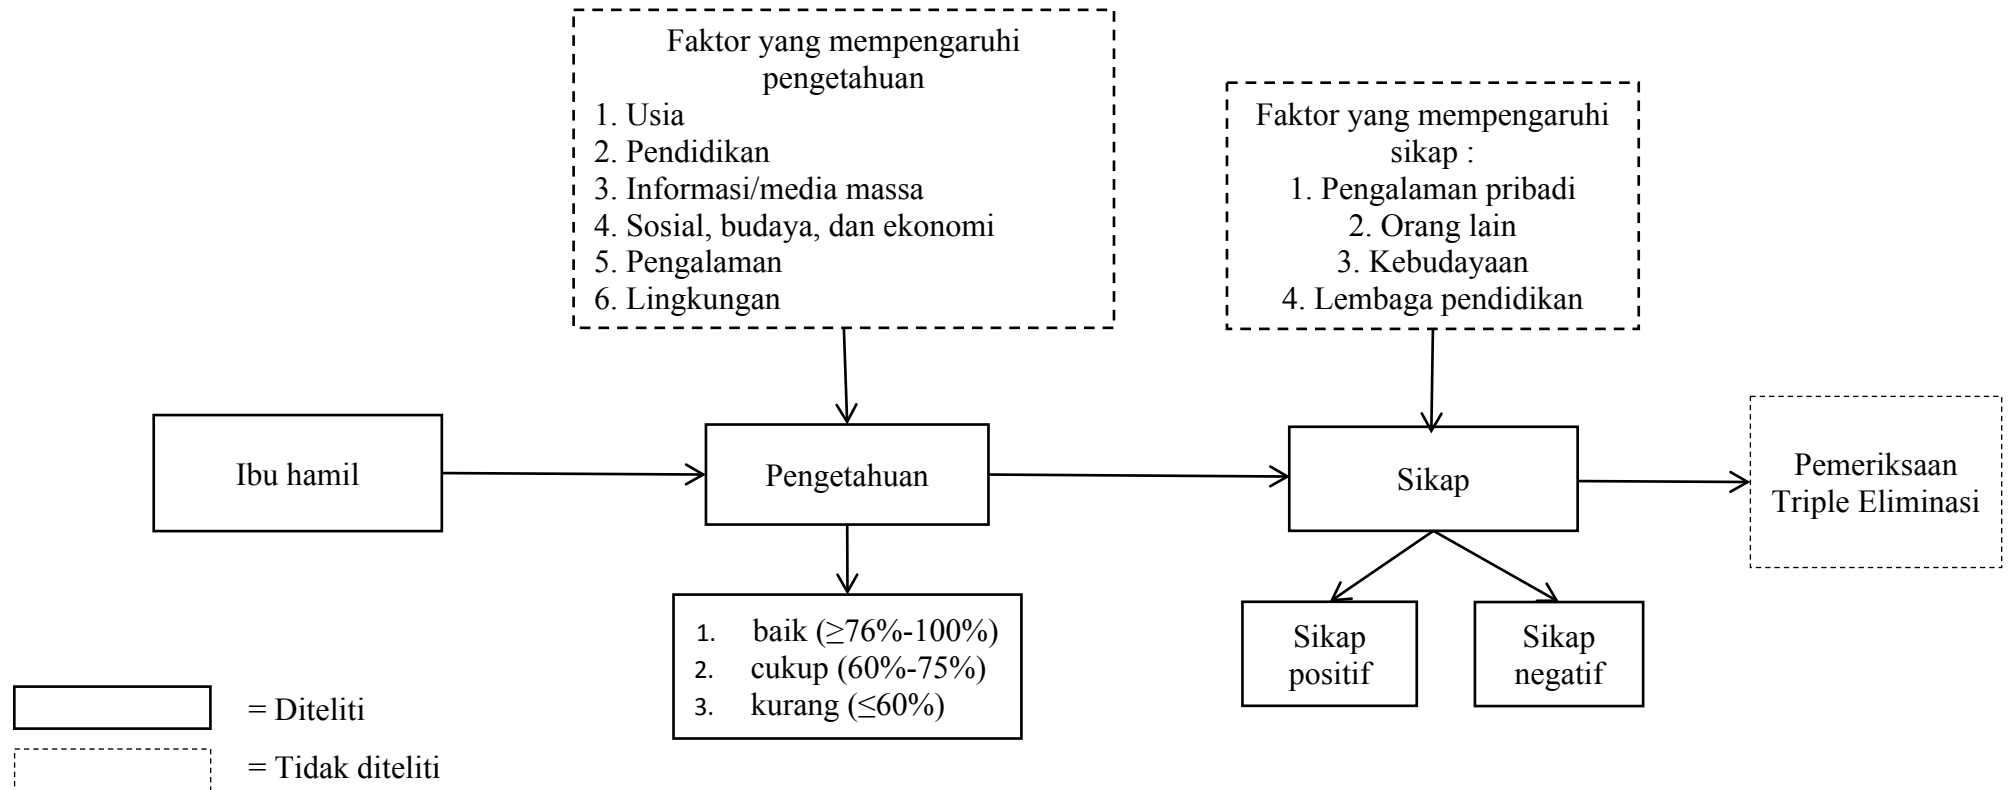 Faktor yang mempengaruhi
pengetahuan
1. Usia
2. Pendidikan
3. Informasi/media massa
4. Sosial, budaya, dan ekonomi
5. Pengalaman
6. Lingkungan
Faktor yang mempengaruhi
sikap :
1. Pengalaman pribadi
2. Orang lain
3. Kebudayaan
4. Lembaga pendidikan
Ibu hamil
Pengetahuan
Sikap
Pemeriksaan
Triple Eliminasi
1. baik (≥76%-100%)
2. cukup (60%-75%)
3. kurang (≤60%)
Sikap
positif
Sikap
negatif
= Diteliti
= Tidak diteliti